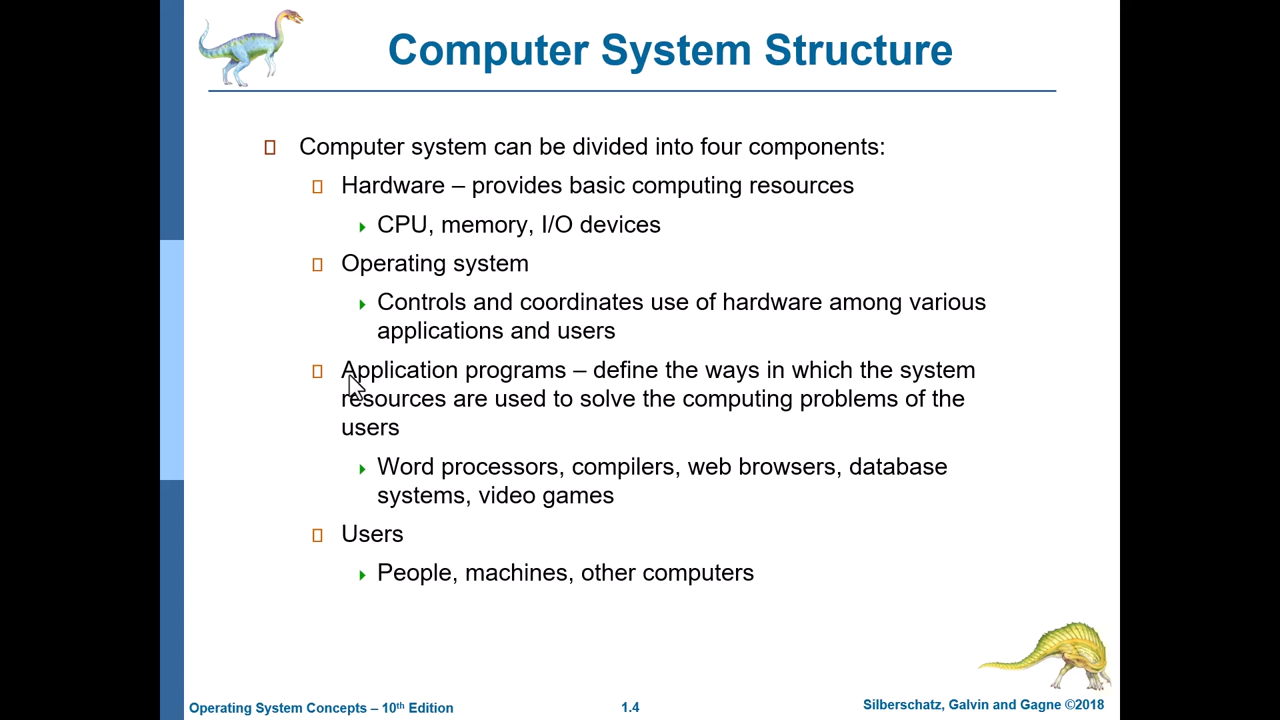 Computer System Structure
Computer system can be divided into four components:
Hardware – provides basic computing resources
CPU, memory, I/O devices
Operating system
Controls and coordinates use of hardware among various
applications and users
Application programs – define the ways in which the system
resources are used to solve the computing problems of the
users
Word processors, compilers, web browsers, database
systems, video games
Users
People, machines, other computers
Operating System Concepts – 10th Edition
1.4
Silberschatz, Galvin and Gagne ©2018